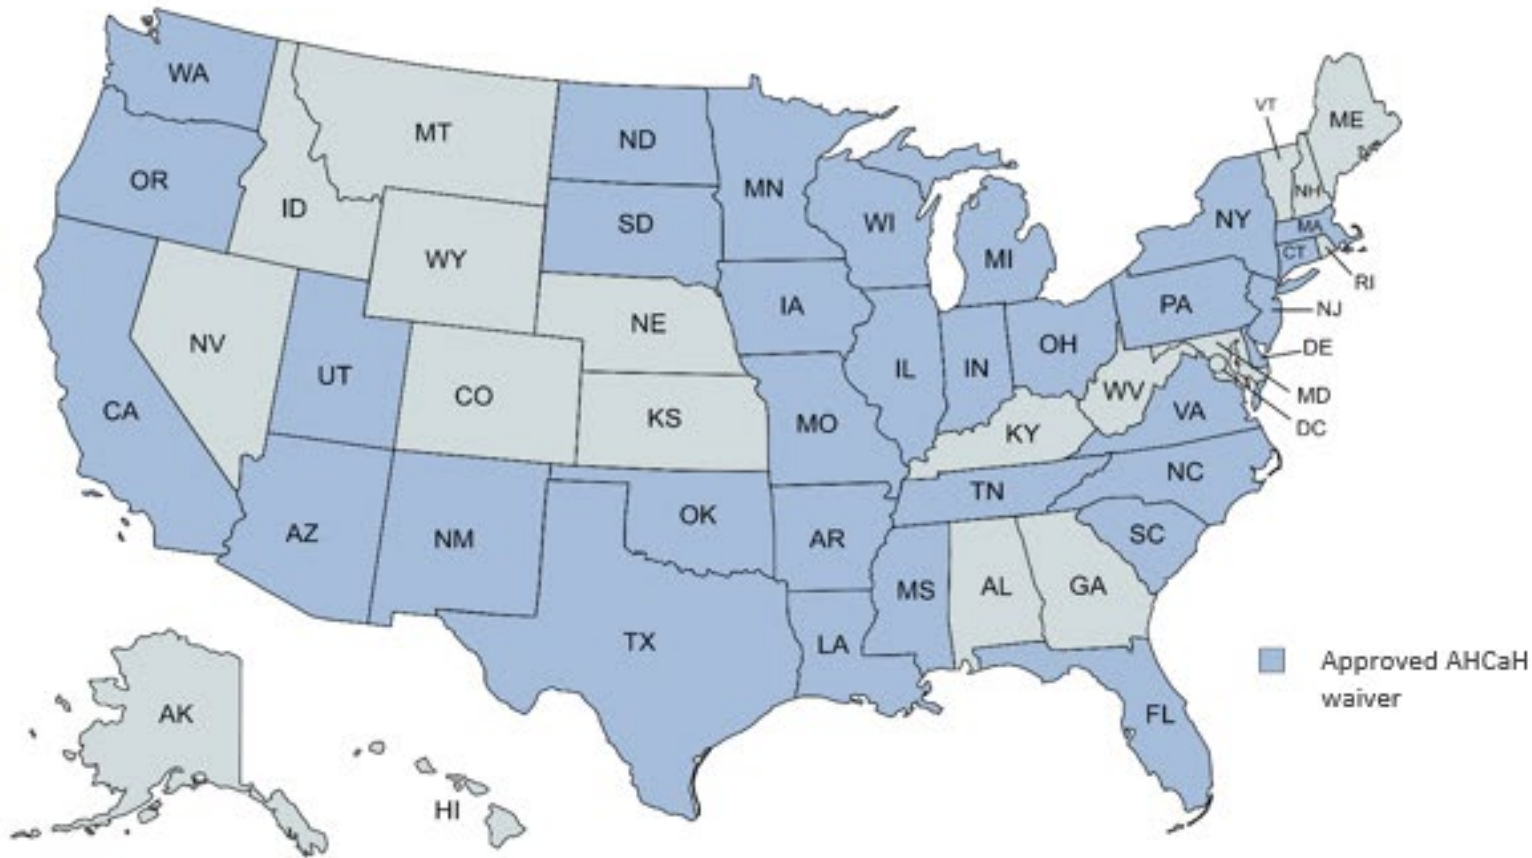 WA
MT
ND
MN
VT
ME
OR
ID
SD
WI
NH
NY
MA
WY
MI
CT
RI
IA
PA
NJ
NV
NE
OH
DE
UT
IL
IN
CO
WV
MD
CA
KS
MO
VA
DC
KY
NC
TN
AZ
NM
OK
AR
SC
MS
AL
GA
TX
LA
Approved AHCaH
waiver
AK
FL
HI